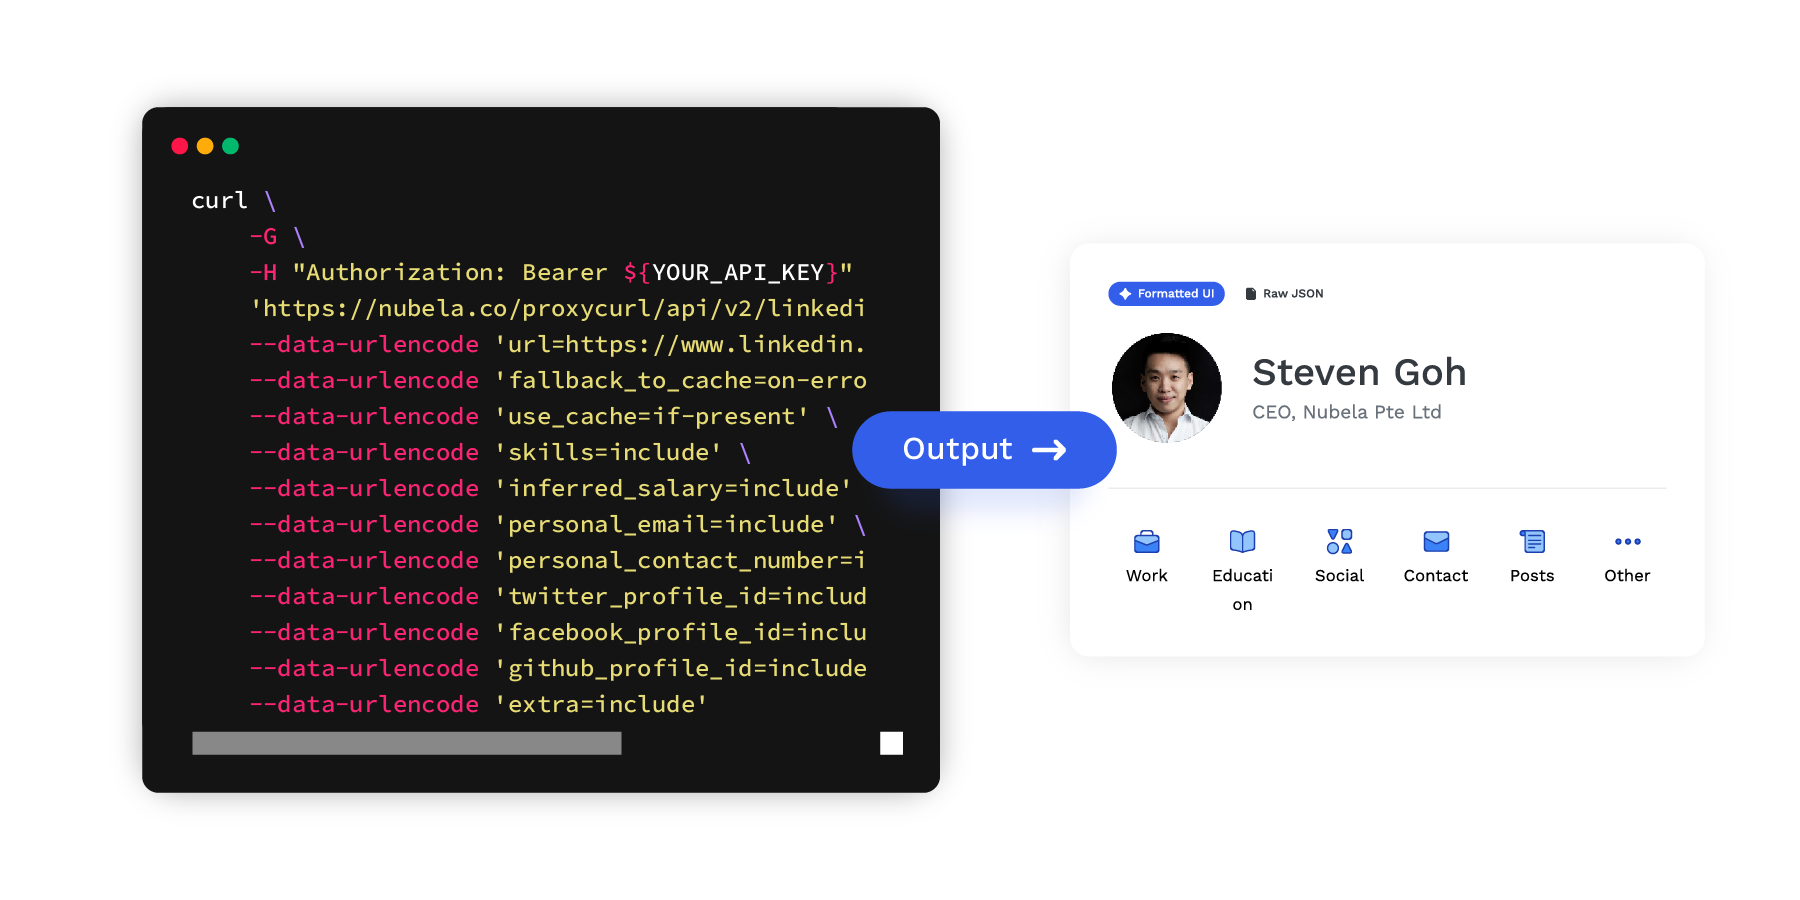 curl \
-G \
-H "Authorization: Bearer ${YOUR_API_KEY}"
'https://nubela.co/proxycurl/api/v2/linkedi
--data-urlencode 'url=https://www.linkedin.
--data-urlencode 'fallback_to_cache=on-erro
--data-urlencode 'use_cache=if-present' \
--data-urlencode 'skills=include' \
--data-urlencode 'inferred_salary=include'
--data-urlencode 'personal_email=include' \
--data-urlencode 'personal_contact_number=i
--data-urlencode 'twitter_profile_id=includ
--data-urlencode 'facebook_profile_id=inclu
--data-urlencode 'github_profile_id=include
--data-urlencode 'extra=include'
Output →
Formatted UI Raw JSON
Steven Goh
CEO, Nubela Pte Ltd
Work Educati Social Contact Posts Other
on